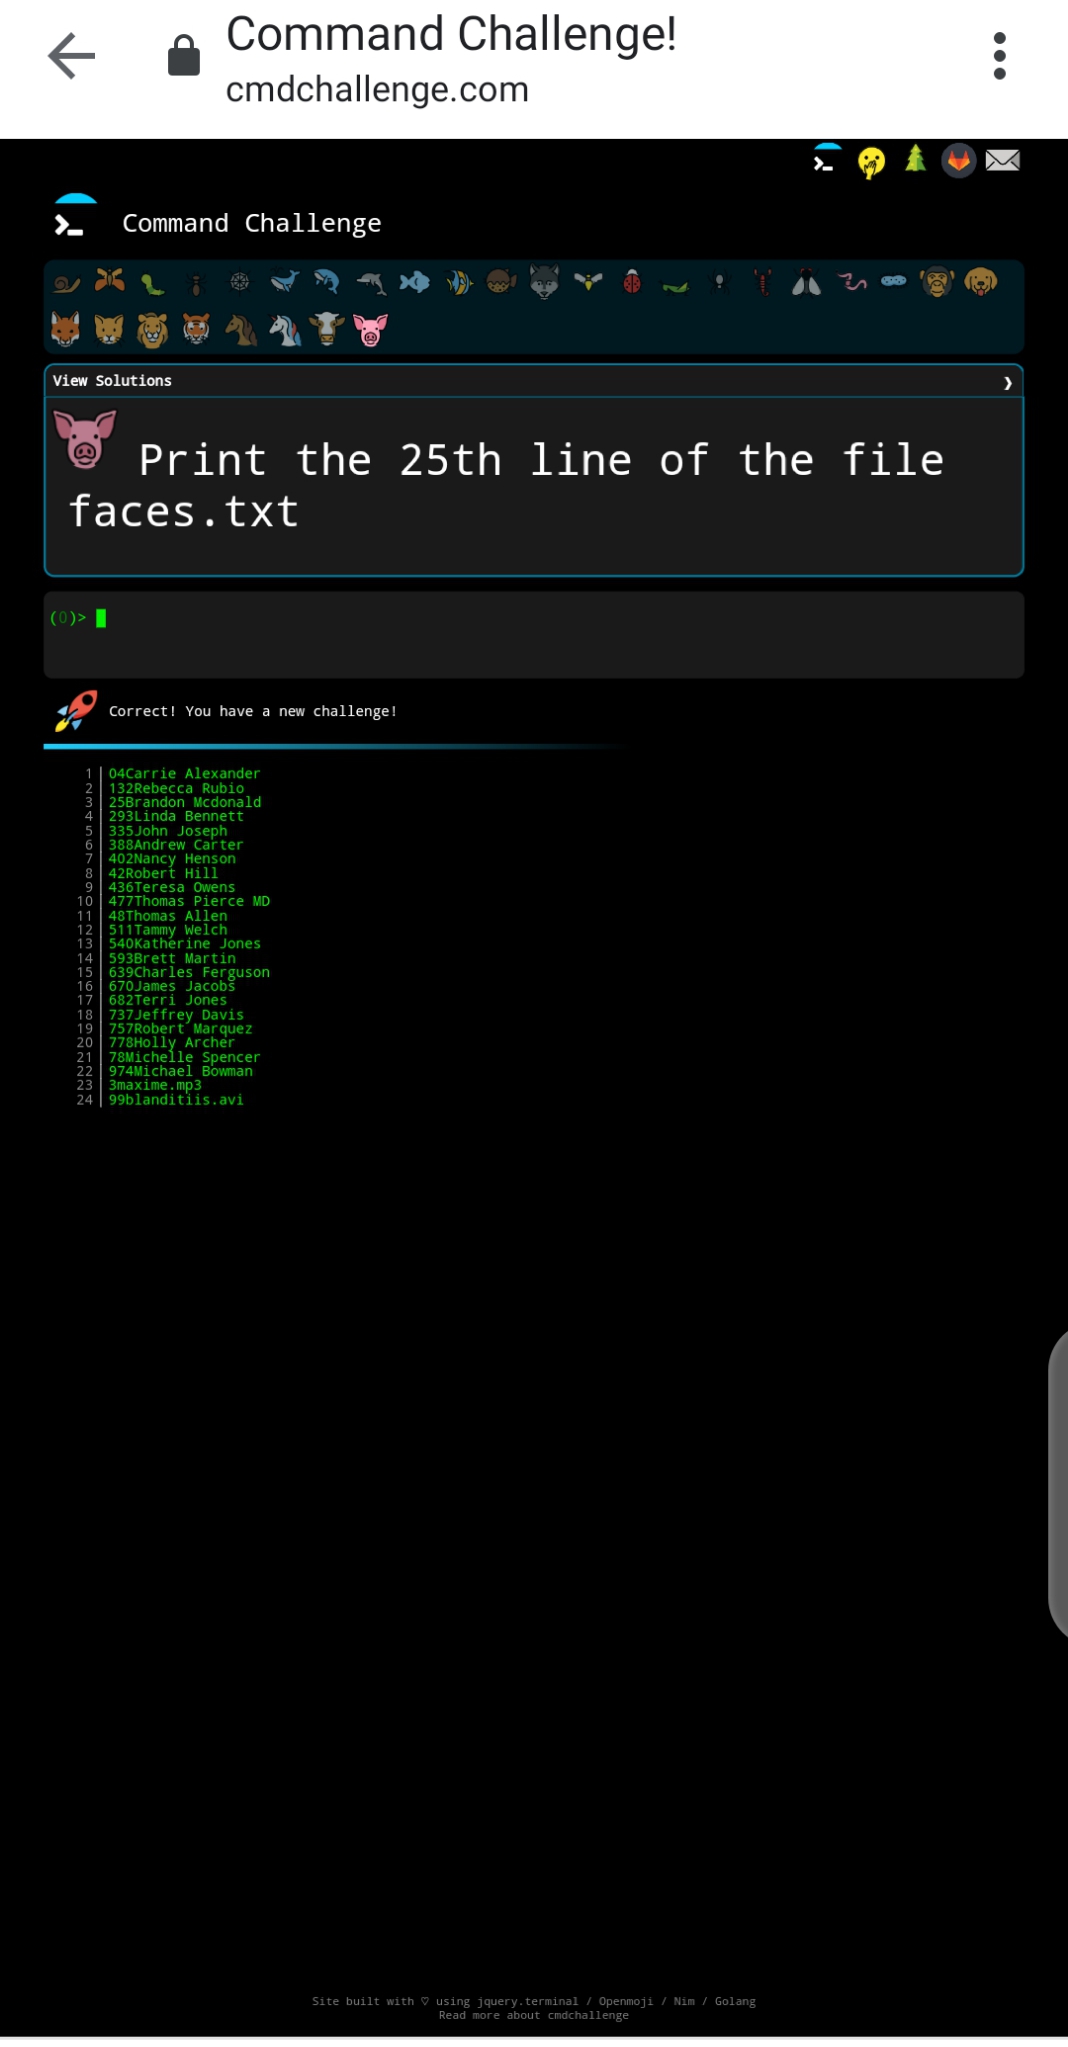 Command Challenge!
cmdchallenge.com
Command Challenge
View Solutions
Print the 25th line of the file
faces.txt
(0)>
Correct! You have a new challenge!
1 04Carrie Alexander
2 132Rebecca Rubio
3 25Brandon Mcdonald
4 293Linda Bennett
5 335John Joseph
6 388Andrew Carter
7 402Nancy Henson
8 42Robert Hill
9 436Teresa Owens
10 477Thomas Pierce MD
11 48Thomas Allen
12 511Tammy Welch
13 540Katherine Jones
14 593Brett Martin
15 639Charles Ferguson
16 670James Jacobs
17 682Terri Jones
18 737Jeffrey Davis
19 757Robert Marquez
20 778Holly Archer
21 78Michelle Spencer
22 974Michael Bowman
23 3maxime.mp3
24 99blanditiis.avi
Site built with ♡ using jquery.terminal / Openmoji / Nim / Golang
Read more about cmdchallenge